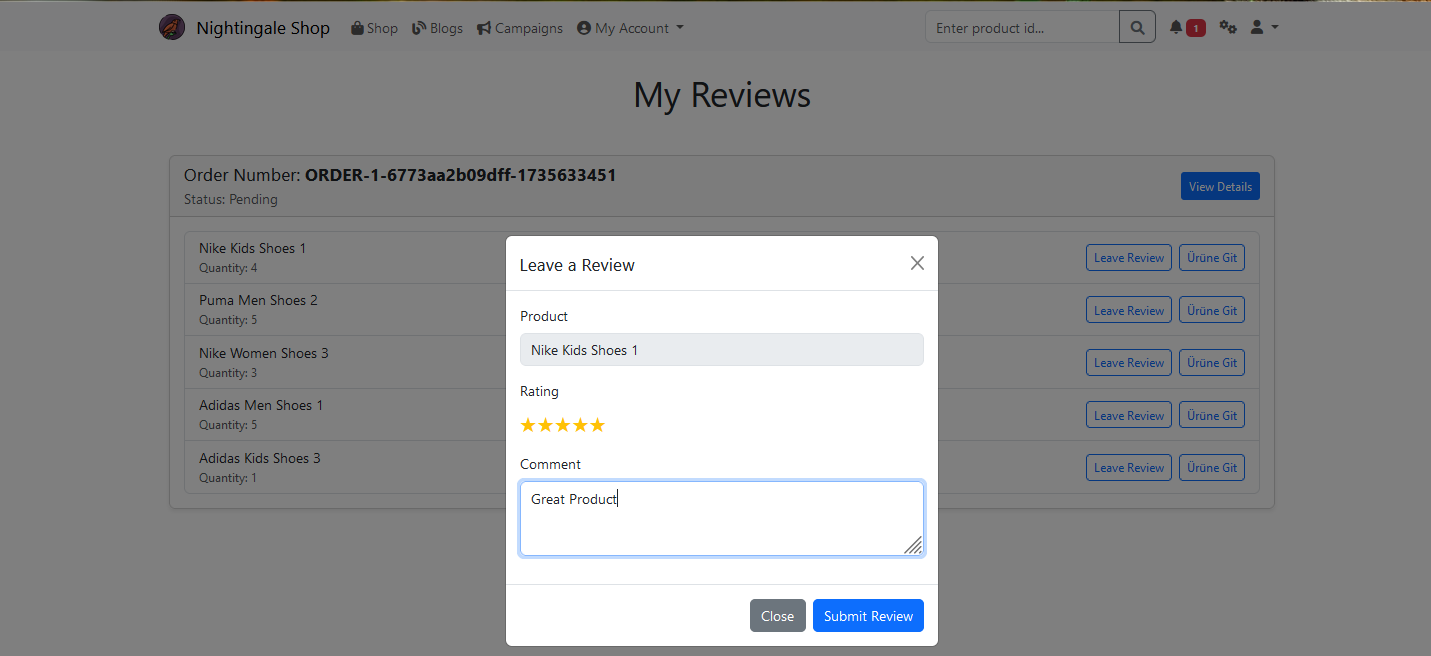 Nightingale Shop Shop Blogs Campaigns My Account Enter product id... 1
My Reviews
Order Number: ORDER-1-6773aa2b09dff-1735633451
Status: Pending
View Details
Nike Kids Shoes 1
Quantity: 4
Leave Review Ürüne Git
Puma Men Shoes 2
Quantity: 5
Leave Review Ürüne Git
Nike Women Shoes 3
Quantity: 3
Leave Review Ürüne Git
Adidas Men Shoes 1
Quantity: 5
Leave Review Ürüne Git
Adidas Kids Shoes 3
Quantity: 1
Leave Review Ürüne Git
Leave a Review
Product
Nike Kids Shoes 1
Rating
Comment
Great Product
Close Submit Review